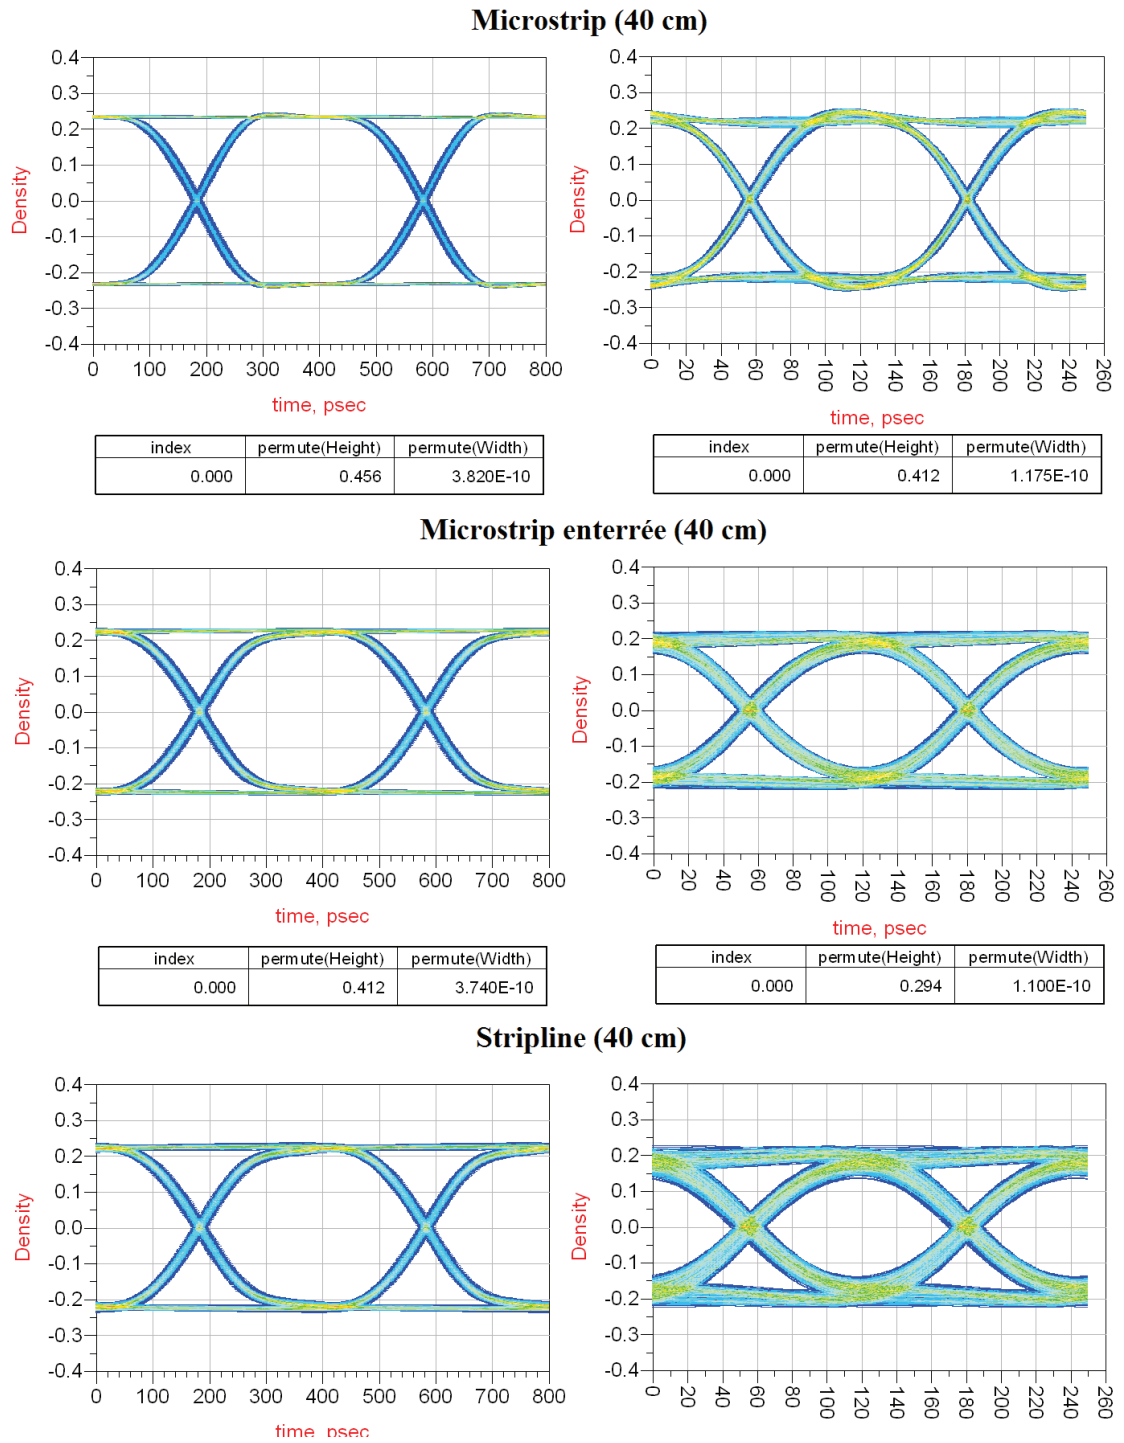 Microstrip (40 cm)
0.4
0.3
0.2
0.1
0.0
-0.1
-0.2
-0.3
-0.4
Density
0 100 200 300 400 500 600 700 800
time, psec
index permute(Height) permute(Width)
0.000 0.456 3.820E-10
0.4
0.3
0.2
0.1
0.0
-0.1
-0.2
-0.3
-0.4
Density
0 20 40 60 80 100 120 140 160 180 200 220 240 260
time, psec
index permute(Height) permute(Width)
0.000 0.412 1.175E-10
Microstrip enterrée (40 cm)
0.4
0.3
0.2
0.1
0.0
-0.1
-0.2
-0.3
-0.4
Density
0 100 200 300 400 500 600 700 800
time, psec
index permute(Height) permute(Width)
0.000 0.412 3.740E-10
0.4
0.3
0.2
0.1
0.0
-0.1
-0.2
-0.3
-0.4
Density
0 20 40 60 80 100 120 140 160 180 200 220 240 260
time, psec
index permute(Height) permute(Width)
0.000 0.294 1.100E-10
Stripline (40 cm)
0.4
0.3
0.2
0.1
0.0
-0.1
-0.2
-0.3
-0.4
Density
0 100 200 300 400 500 600 700 800
time, psec
0.4
0.3
0.2
0.1
0.0
-0.1
-0.2
-0.3
-0.4
Density
0 20 40 60 80 100 120 140 160 180 200 220 240 260